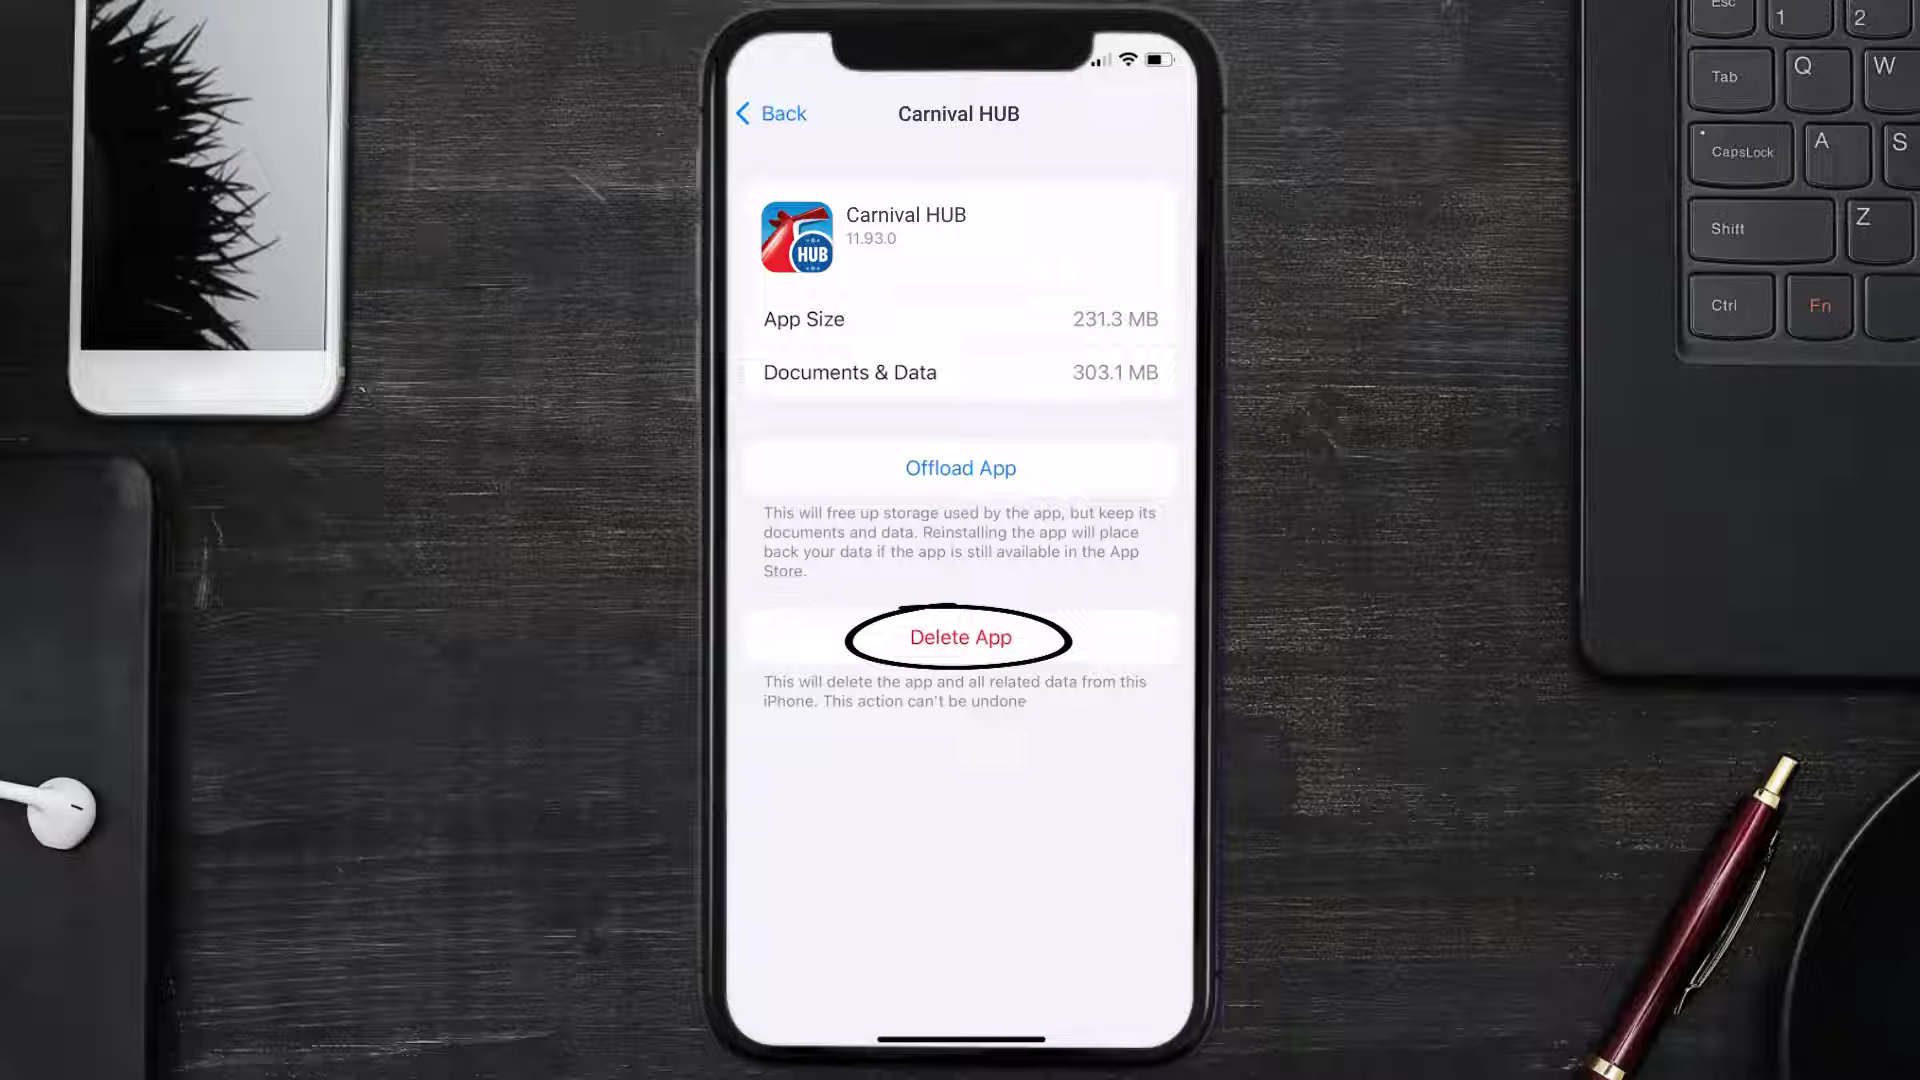 Back
Carnival HUB
HUB
Carnival HUB
11.93.0
App Size
231.3 MB
Documents & Data
303.1 MB
Offload App
This will free up storage used by the app, but keep its
documents and data. Reinstalling the app will place
back your data if the app is still available in the App
Store.
Delete App
This will delete the app and all related data from this
iPhone. This action can't be undone
Esc
1
2
Tab
Q
W
CapsLock
A
S
Shift
Z
Ctrl
Fn